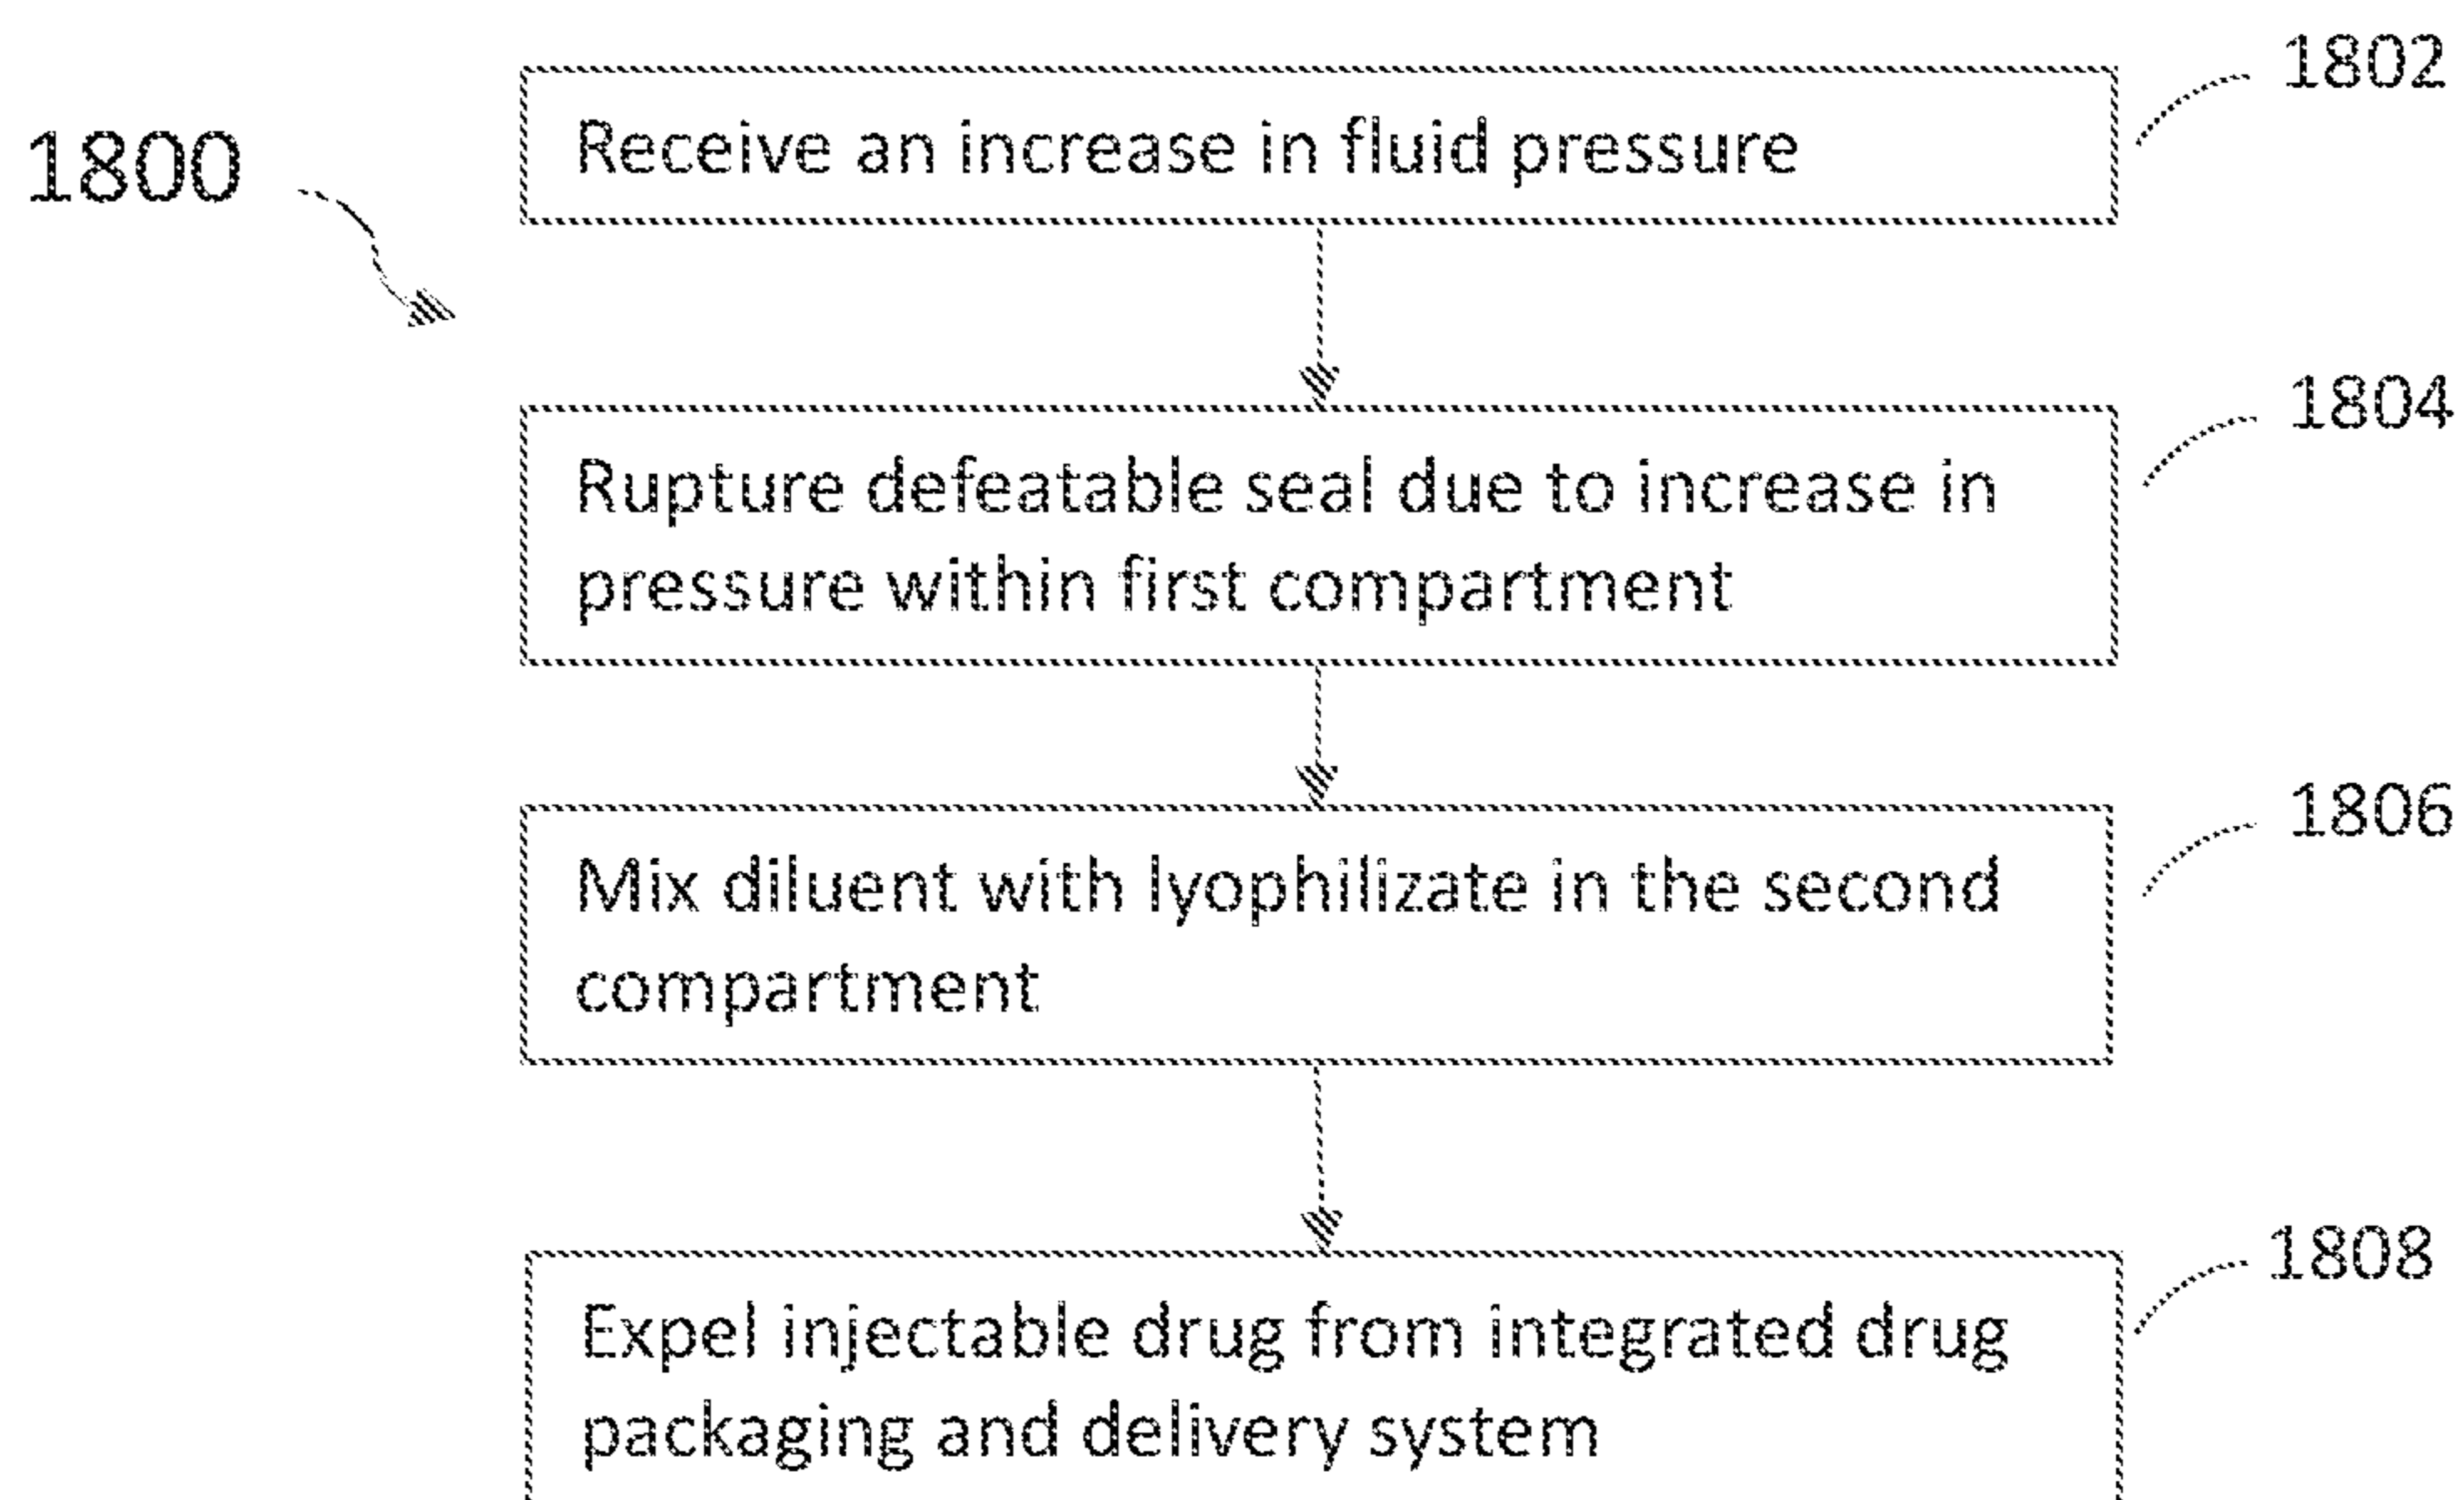 1802
Receive an increase in fluid pressure
1800
1804
Rupture defeatable seal due to increase in
pressure within first compartment
1806
Mix diluent with lyophilizate in the second
compartment
1808
Expel injectable drug from integrated drug
packaging and delivery system